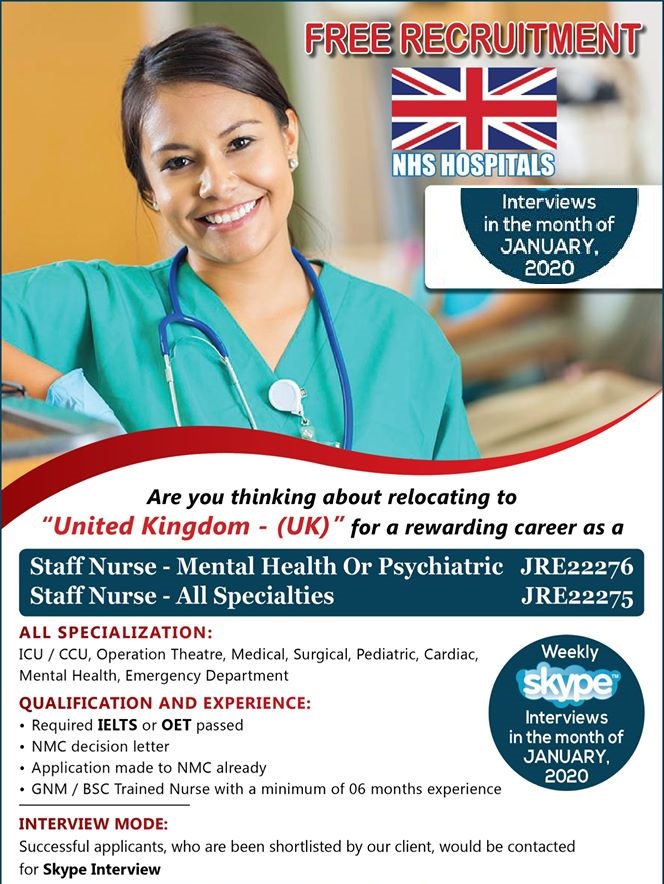 FREE RECRUITMENT
NHS HOSPITALS
Interviews
in the month of
JANUARY,
2020
Are you thinking about relocating to
“United Kingdom - (UK)” for a rewarding career as a
Staff Nurse - Mental Health Or Psychiatric JRE22276
Staff Nurse - All Specialties JRE22275
ALL SPECIALIZATION:
ICU / CCU, Operation Theatre, Medical, Surgical, Pediatric, Cardiac,
Mental Health, Emergency Department
QUALIFICATION AND EXPERIENCE:
• Required IELTS or OET passed
• NMC decision letter
• Application made to NMC already
• GNM / BSC Trained Nurse with a minimum of 06 months experience
Weekly
skype™
Interviews
in the month of
JANUARY,
2020
INTERVIEW MODE:
Successful applicants, who are been shortlisted by our client, would be contacted
for Skype Interview